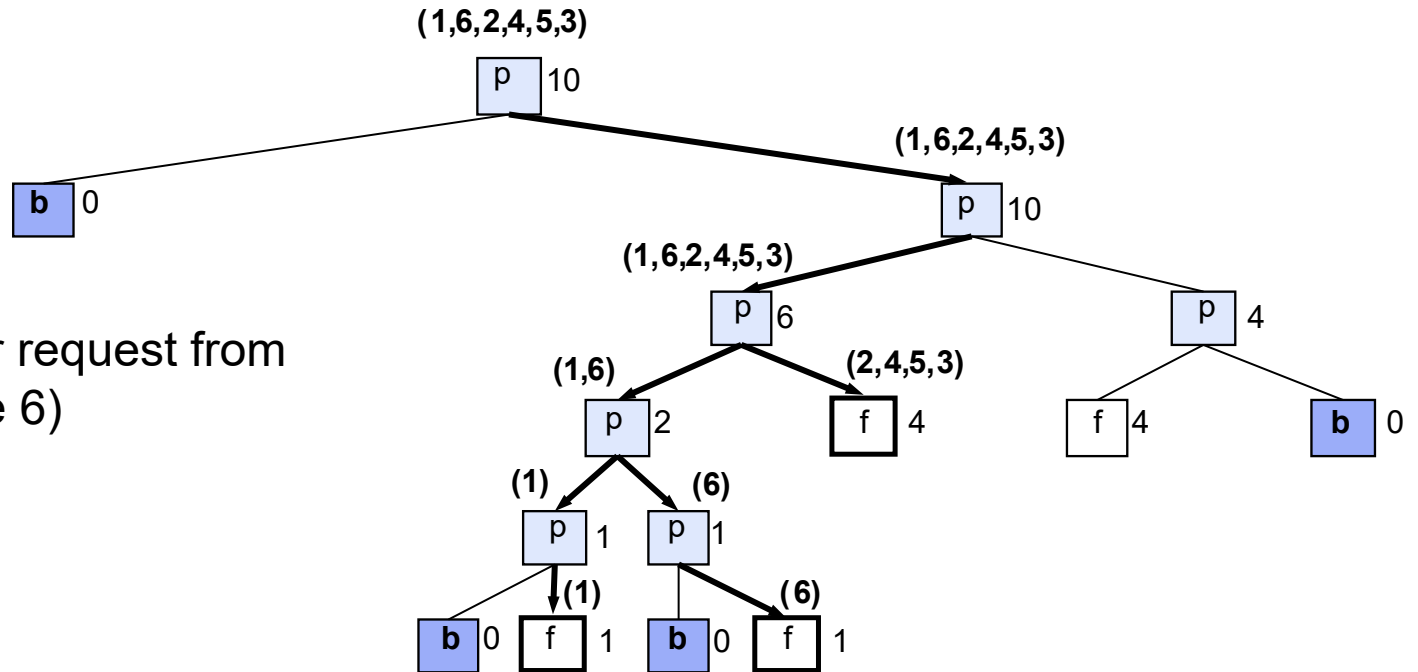 (1,6,2,4,5,3)
p 10
(1,6,2,4,5,3)
b 0
p 10
(1,6,2,4,5,3)
p 6
p 4
r request from
e 6)
(1,6)
(2,4,5,3)
p 2
f 4
f 4
b 0
(1)
(6)
p 1
p 1
(1)
(6)
b 0
f 1
b 0
f 1